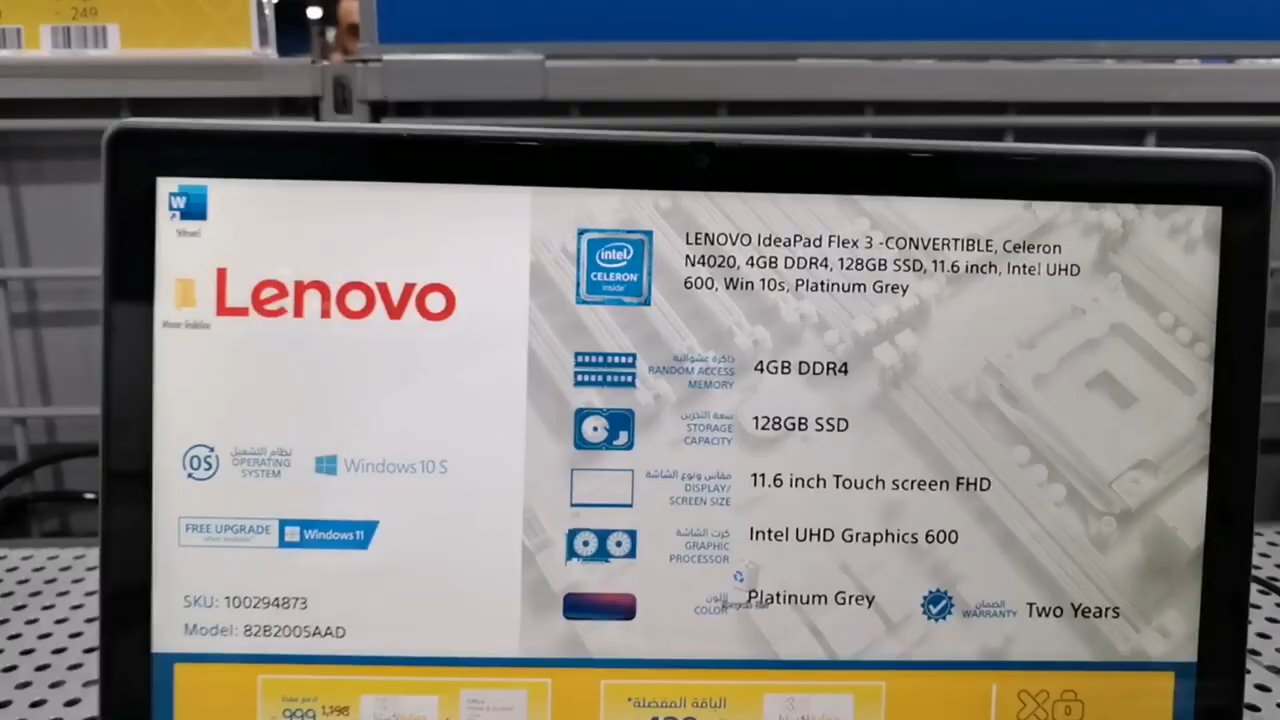 249
W
Lenovo
intel
CELERON
inside
LENOVO IdeaPad Flex 3 -CONVERTIBLE, Celeron
N4020, 4GB DDR4, 128GB SSD, 11.6 inch, Intel UHD
600, Win 10s, Platinum Grey
ذاكرة عشوائية
RANDOM ACCESS
MEMORY
4GB DDR4
سعة التخزين
STORAGE
CAPACITY
128GB SSD
OS
نظام التشغيل
OPERATING
SYSTEM
Windows 10 S
مقاس ونوع الشاشة
DISPLAY/
SCREEN SIZE
11.6 inch Touch screen FHD
FREE UPGRADE
Windows 11
كرت الشاشة
GRAPHIC
PROCESSOR
Intel UHD Graphics 600
SKU: 100294873
Model: 82B2005AAD
اللون
COLOR
Platinum Grey
الضمان
WARRANTY
Two Years
999 1,198
Office
الباقة المفضلة*